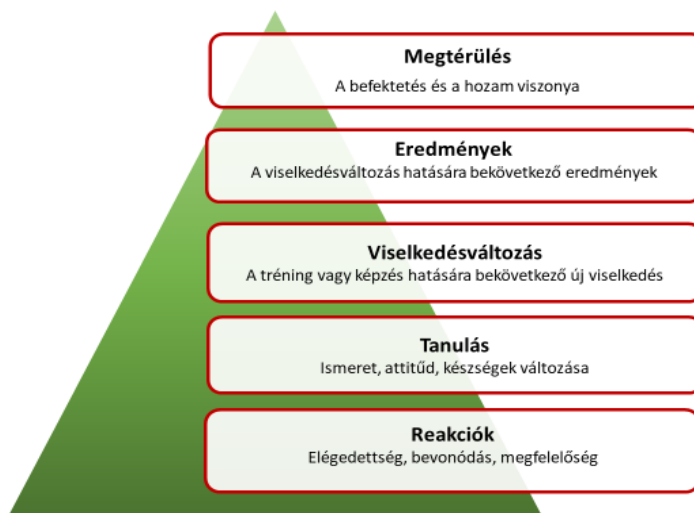 Megtérülés
A befektetés és a hozam viszonya
Eredmények
A viselkedésváltozás hatására bekövetkező eredmények
Viselkedésváltozás
A tréning vagy képzés hatására bekövetkező új viselkedés
Tanulás
Ismeret, attitűd, készségek változása
Reakciók
Elégedettség, bevonódás, megfelelőség